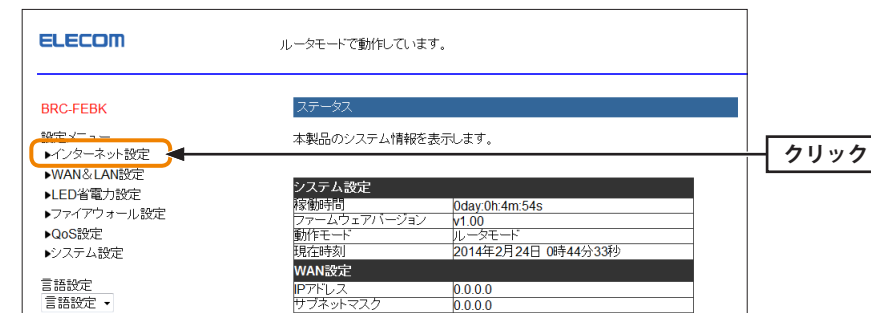 ELECOM
ルータモードで動作しています。
BRC-FEBK
設定メニュー
▶インターネット設定
▶WAN＆LAN設定
▶LED省電力設定
▶ファイアウォール設定
▶QoS設定
▶システム設定
言語設定
言語設定
ステータス
本製品のシステム情報を表示します。
システム設定
稼働時間 0day:0h:4m:54s
ファームウェアバージョン v1.00
動作モード ルータモード
現在時刻 2014年2月24日 0時44分33秒
WAN設定
IPアドレス 0.0.0.0
サブネットマスク 0.0.0.0
クリック